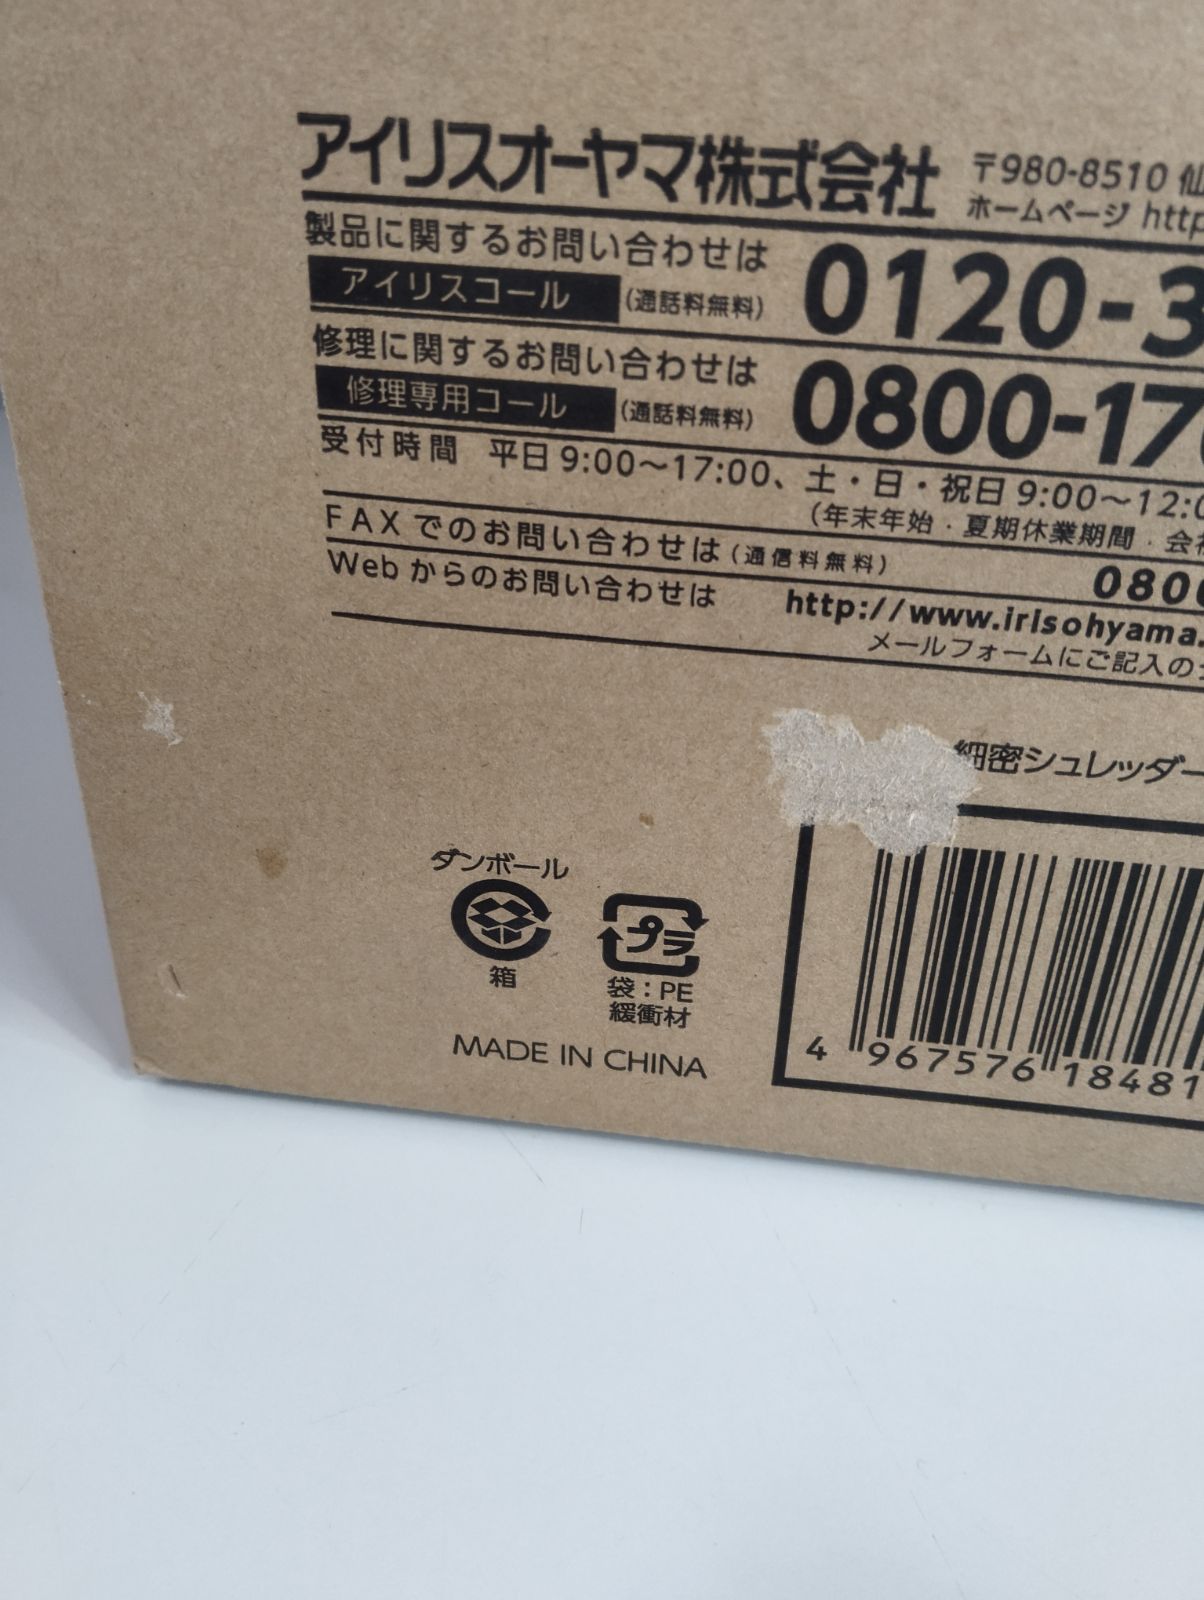 アイリスオーヤマ株式会社
〒980-8510 仙
ホームページ http
製品に関するお問い合わせは
アイリスコール (通話料無料) 0120-3
修理に関するお問い合わせは
修理専用コール (通話料無料) 0800-17
受付時間 平日9:00〜17:00、土・日・祝日9:00〜12:0
(年末年始・夏期休業期間・会社
FAXでのお問い合わせは(通信料無料) 0800
Webからのお問い合わせは http://www.irisohyama.
メールフォームにご記入の
細密シュレッダー
ダンボール
箱
プラ
袋:PE
緩衝材
MADE IN CHINA
4 967576 18481